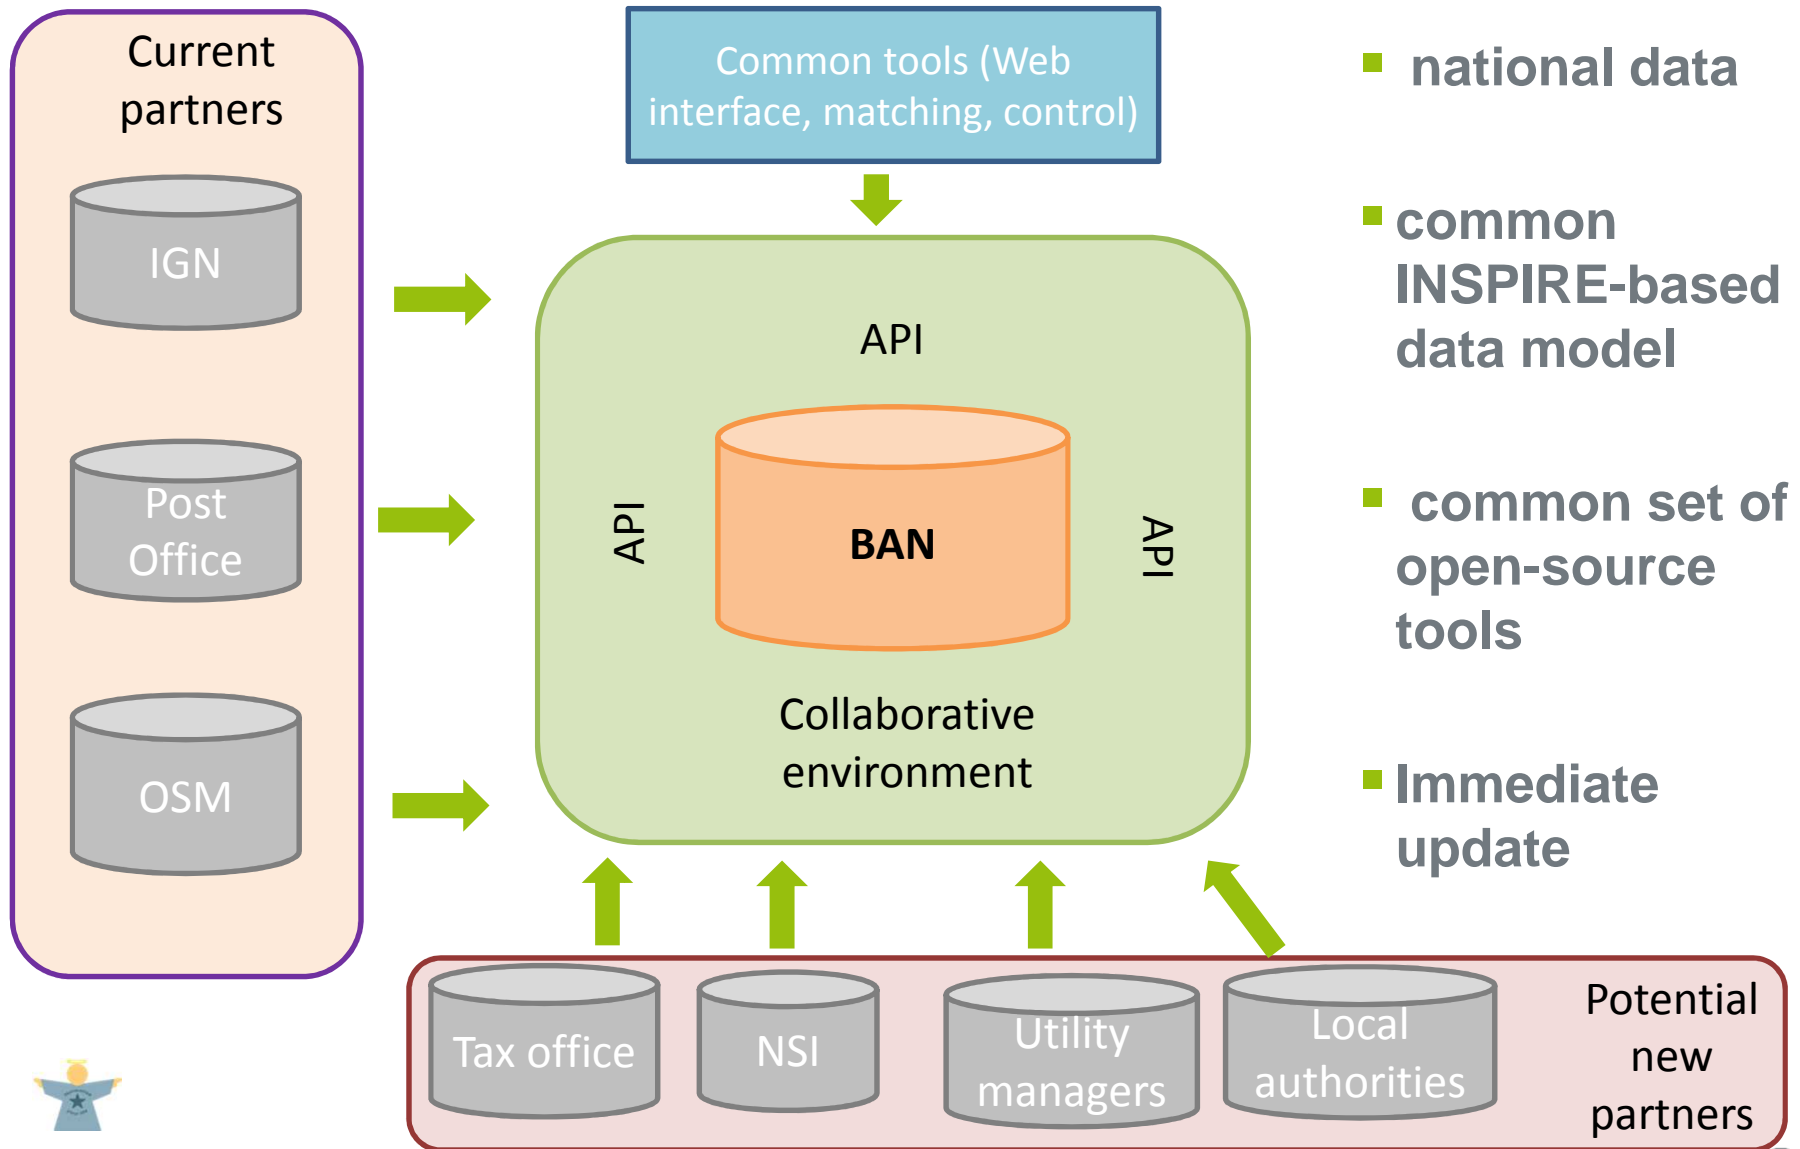 Current
partners
IGN
Post
Office
OSM
Common tools (Web
interface, matching, control)
API
API
BAN
API
Collaborative
environment
Tax office
NSI
Utility
managers
Local
authorities
Potential
new
partners
national data
common
INSPIRE-based
data model
common set of
open-source
tools
Immediate
update